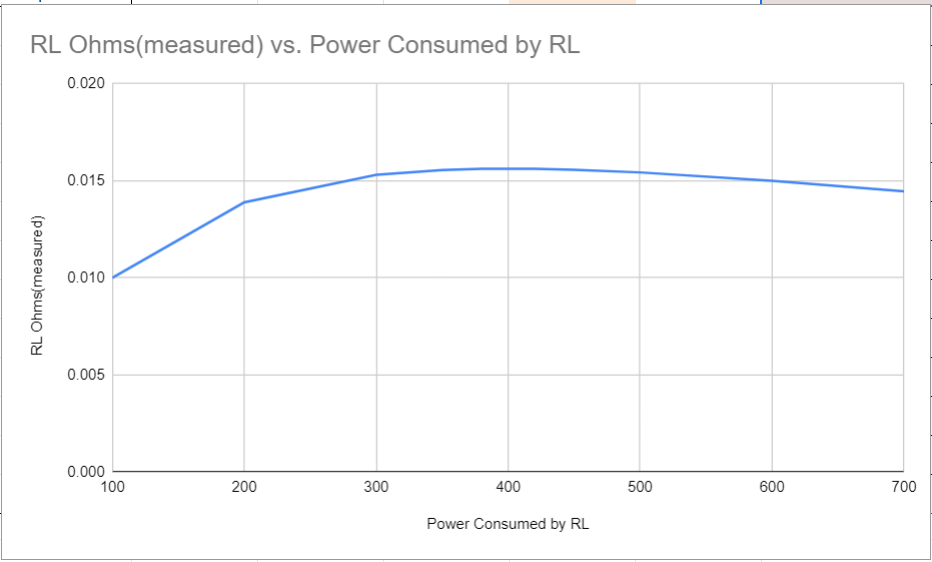 RL Ohms(measured) vs. Power Consumed by RL
0.020
0.015
0.010
0.005
0.000
RL Ohms(measured)
100 200 300 400 500 600 700
Power Consumed by RL